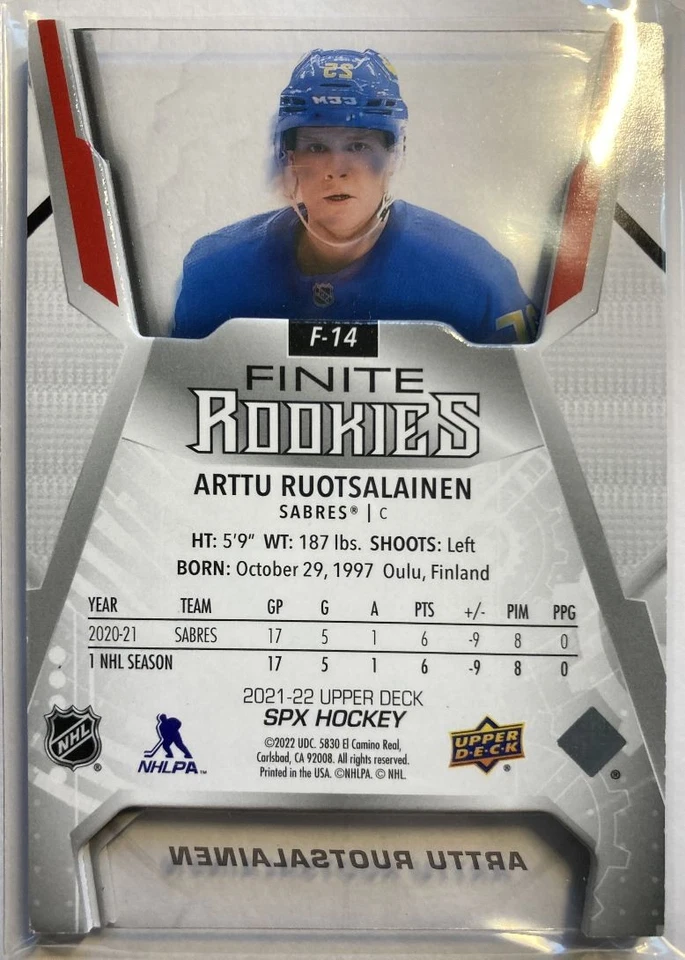 25
CCM
F-14
FINITE
ROOKIES
ARTTU RUOTSALAINEN
SABRES® | C
HT: 5'9" WT: 187 lbs. SHOOTS: Left
BORN: October 29, 1997 Oulu, Finland
YEAR TEAM GP G A PTS +/- PIM PPG
2020-21 SABRES 17 5 1 6 -9 8 0
1 NHL SEASON 17 5 1 6 -9 8 0
2021-22 UPPER DECK
SPX HOCKEY
©2022 UDC. 5830 El Camino Real,
Carlsbad, CA 92008. All rights reserved.
Printed in the USA. ©NHLPA. © NHL.
NHL ®
NHLPA™
UPPER
D·E·C·K ®
®
ARTTU RUOTSALAINEN